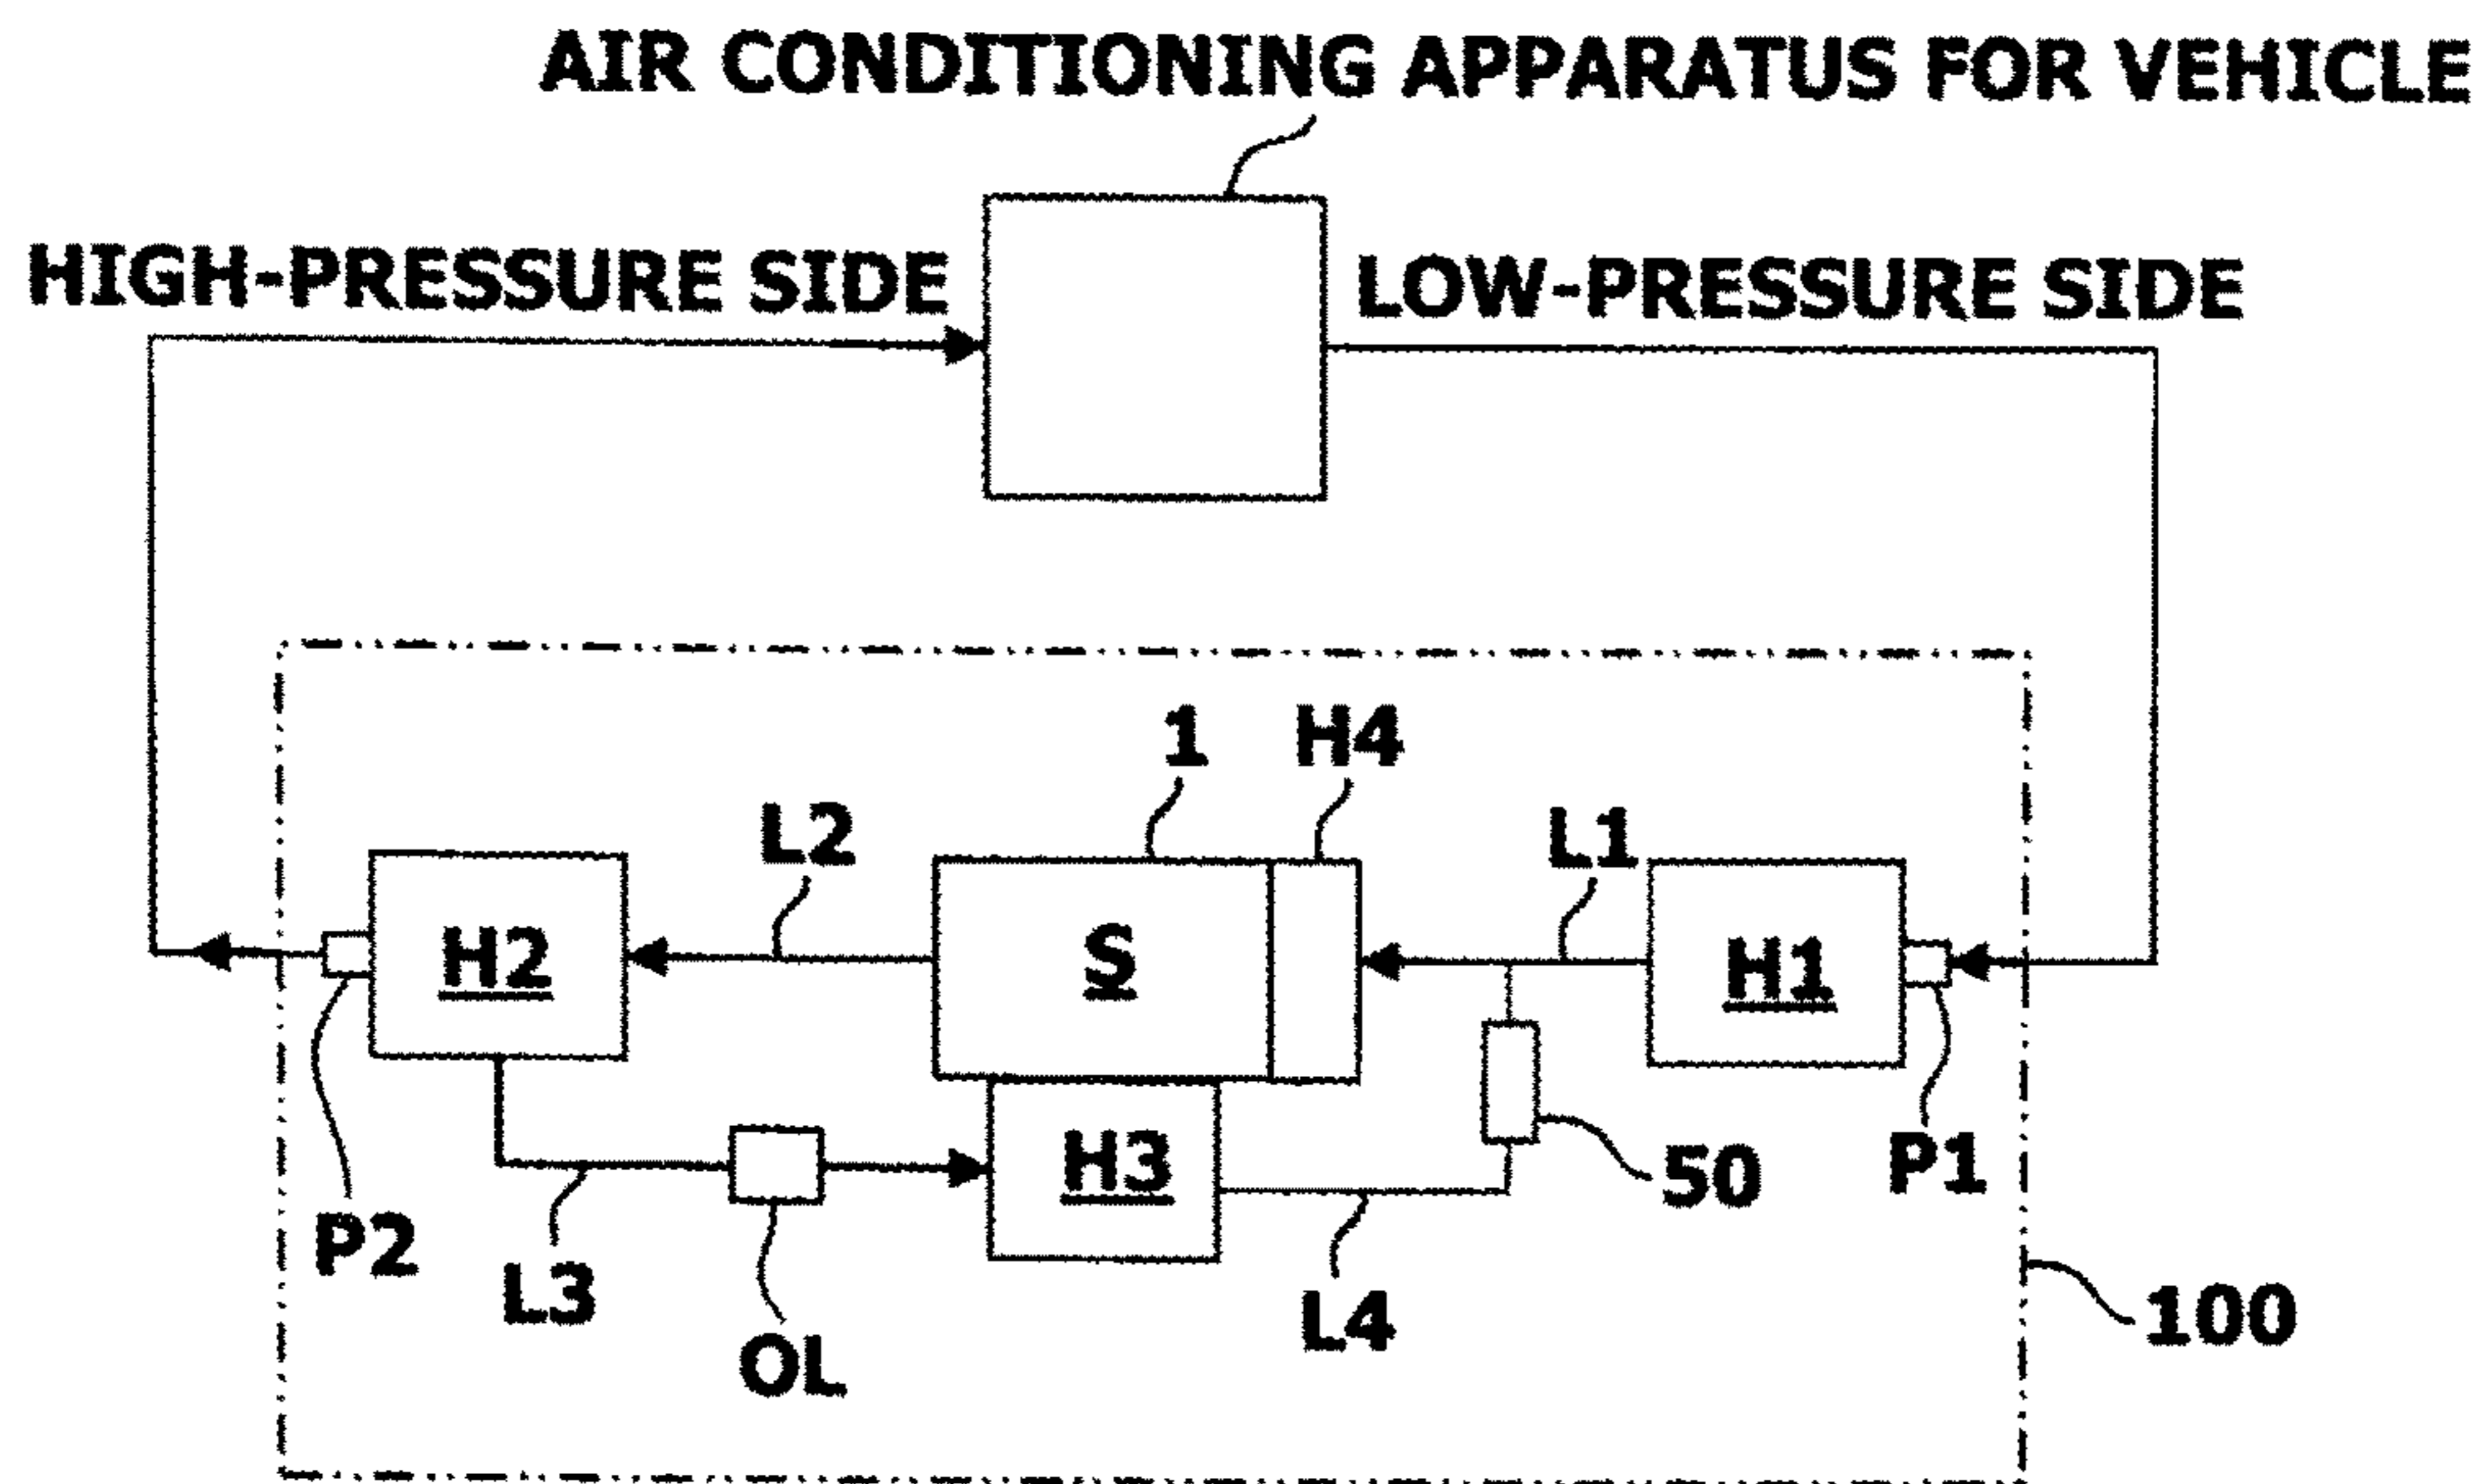 AIR CONDITIONING APPARATUS FOR VEHICLE
HIGH-PRESSURE SIDE
LOW-PRESSURE SIDE
1
H4
L2
L1
H2
S
H1
H3
50
P1
P2
L3
OL
L4
100